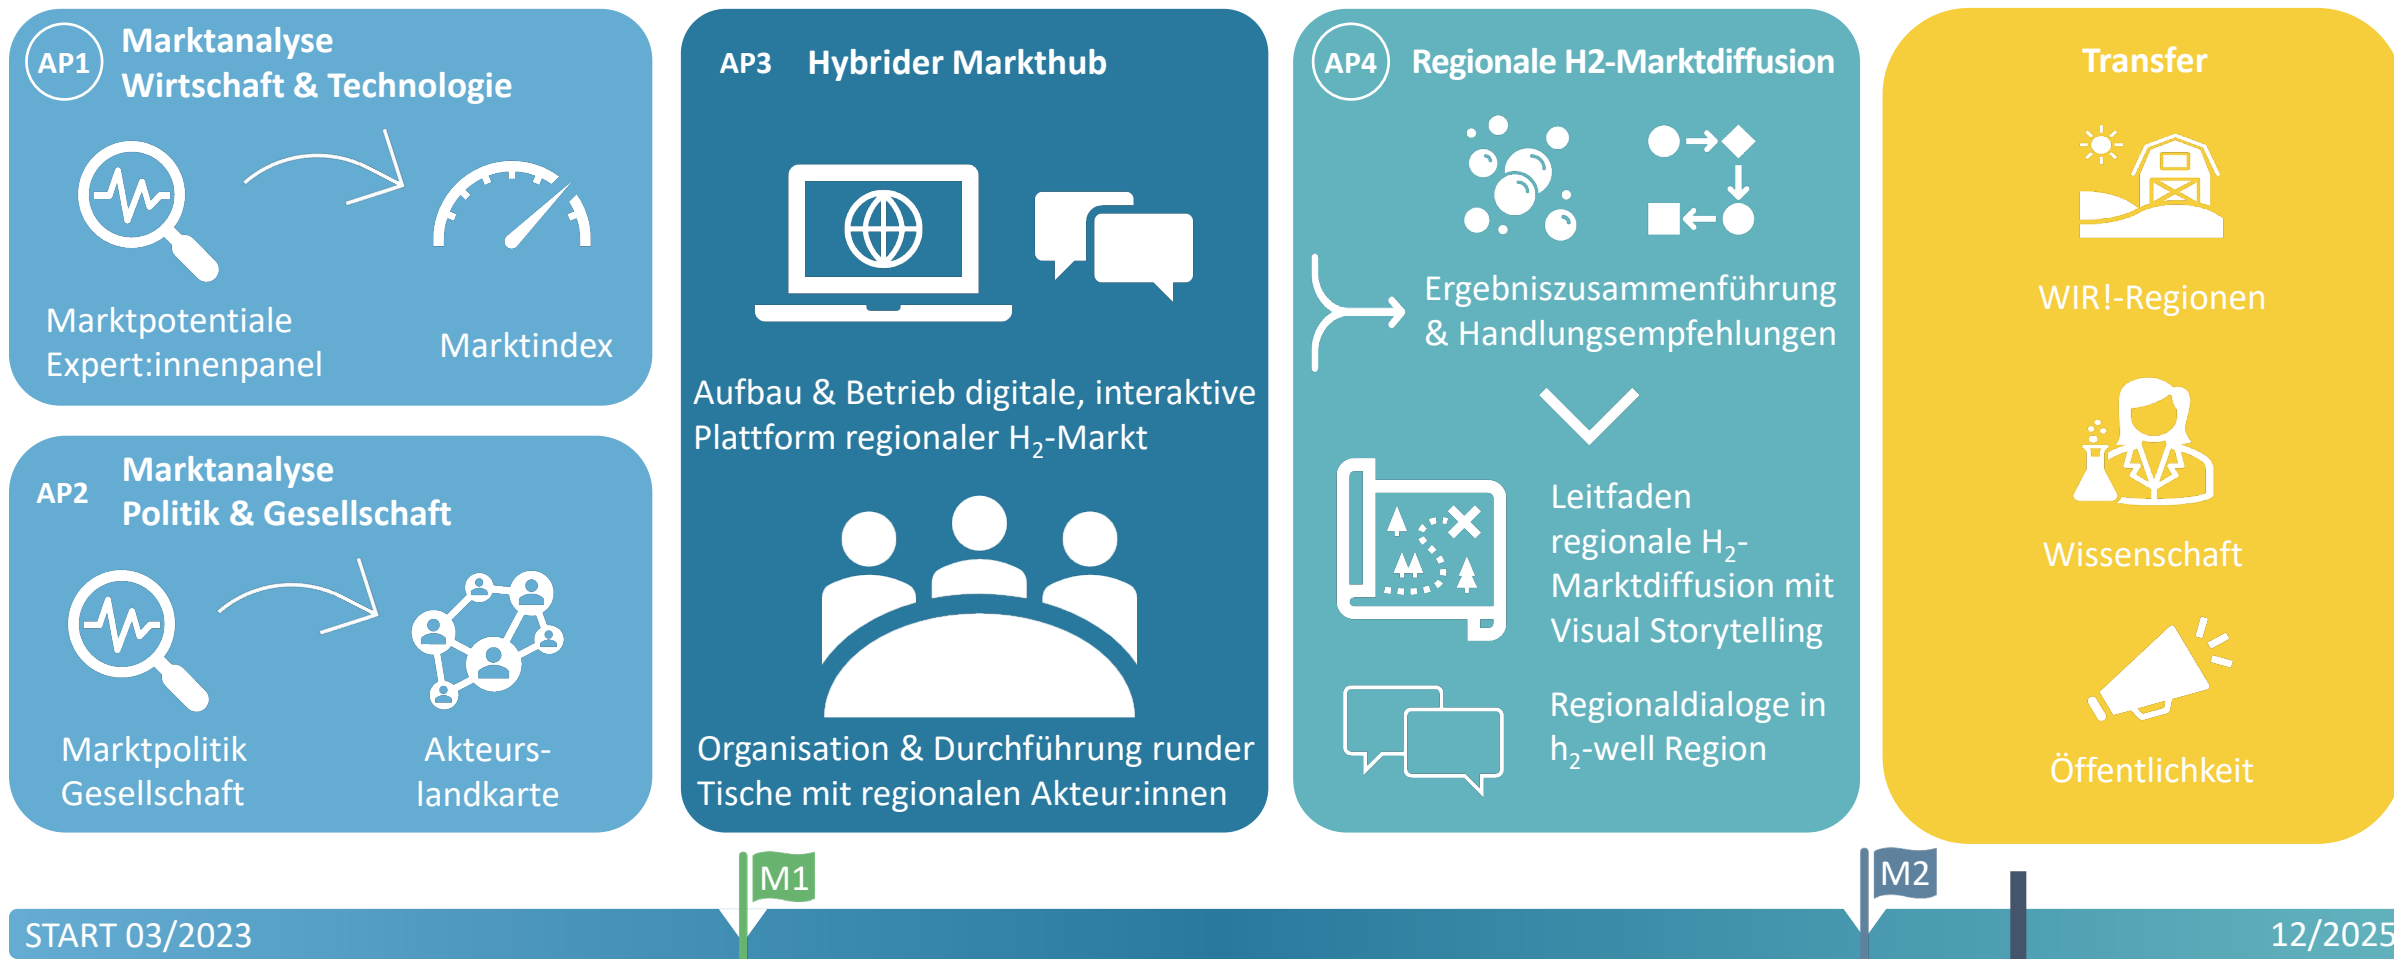 AP1
Marktanalyse
Wirtschaft & Technologie
Marktpotentiale
Expert:innenpanel
Marktindex
AP2
Marktanalyse
Politik & Gesellschaft
Marktpolitik
Gesellschaft
Akteurs-
landkarte
AP3 Hybrider Markthub
Aufbau & Betrieb digitale, interaktive
Plattform regionaler H₂-Markt
Organisation & Durchführung runder
Tische mit regionalen Akteur:innen
AP4 Regionale H2-Marktdiffusion
Ergebniszusammenführung
& Handlungsempfehlungen
Leitfaden
regionale H₂-
Marktdiffusion mit
Visual Storytelling
Regionaldialoge in
h₂-well Region
Transfer
WIR!-Regionen
Wissenschaft
Öffentlichkeit
M1
M2
START 03/2023
12/2025